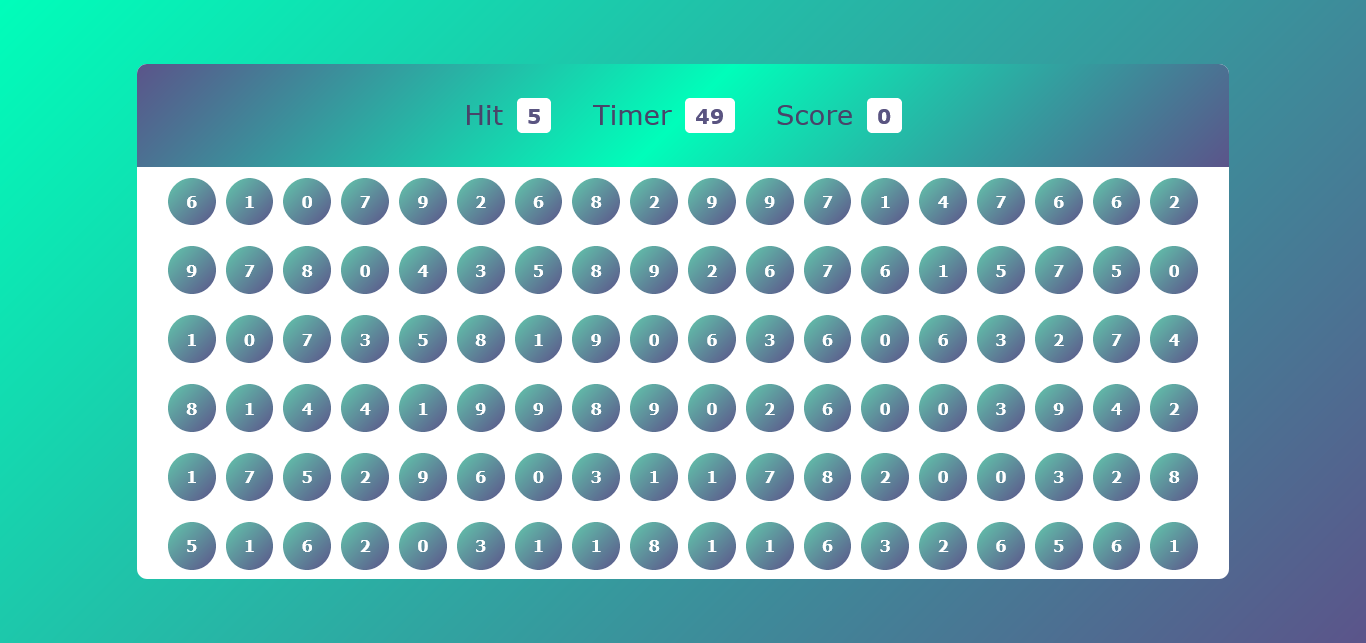 Hit 5 Timer 49 Score 0
6 1 0 7 9 2 6 8 2 9 9 7 1 4 7 6 6 2
9 7 8 0 4 3 5 8 9 2 6 7 6 1 5 7 5 0
1 0 7 3 5 8 1 9 0 6 3 6 0 6 3 2 7 4
8 1 4 4 1 9 9 8 9 0 2 6 0 0 3 9 4 2
1 7 5 2 9 6 0 3 1 1 7 8 2 0 0 3 2 8
5 1 6 2 0 3 1 1 8 1 1 6 3 2 6 5 6 1